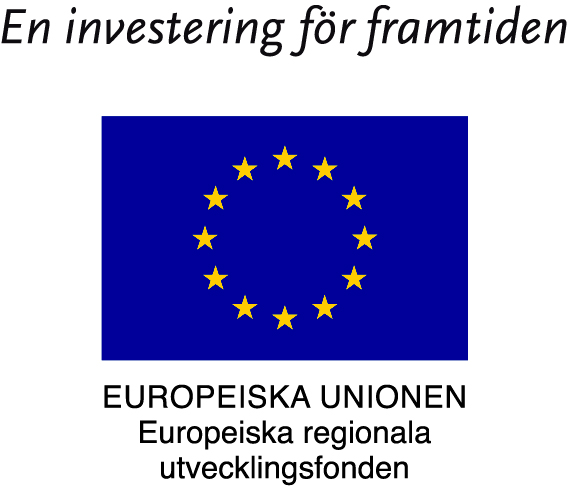 En investering för framtiden
EUROPEISKA UNIONEN
Europeiska regionala
utvecklingsfonden